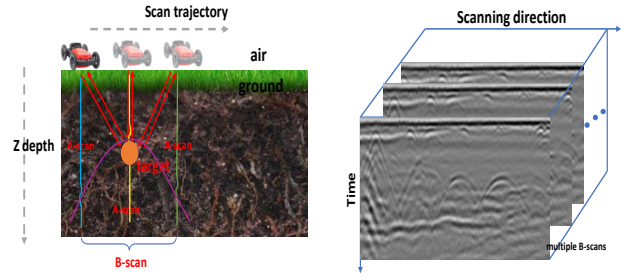 Scan trajectory
air
ground
Z depth
A-scan
A-scan
target
A-scan
B-scan
Scanning direction
Time
multiple B-scans